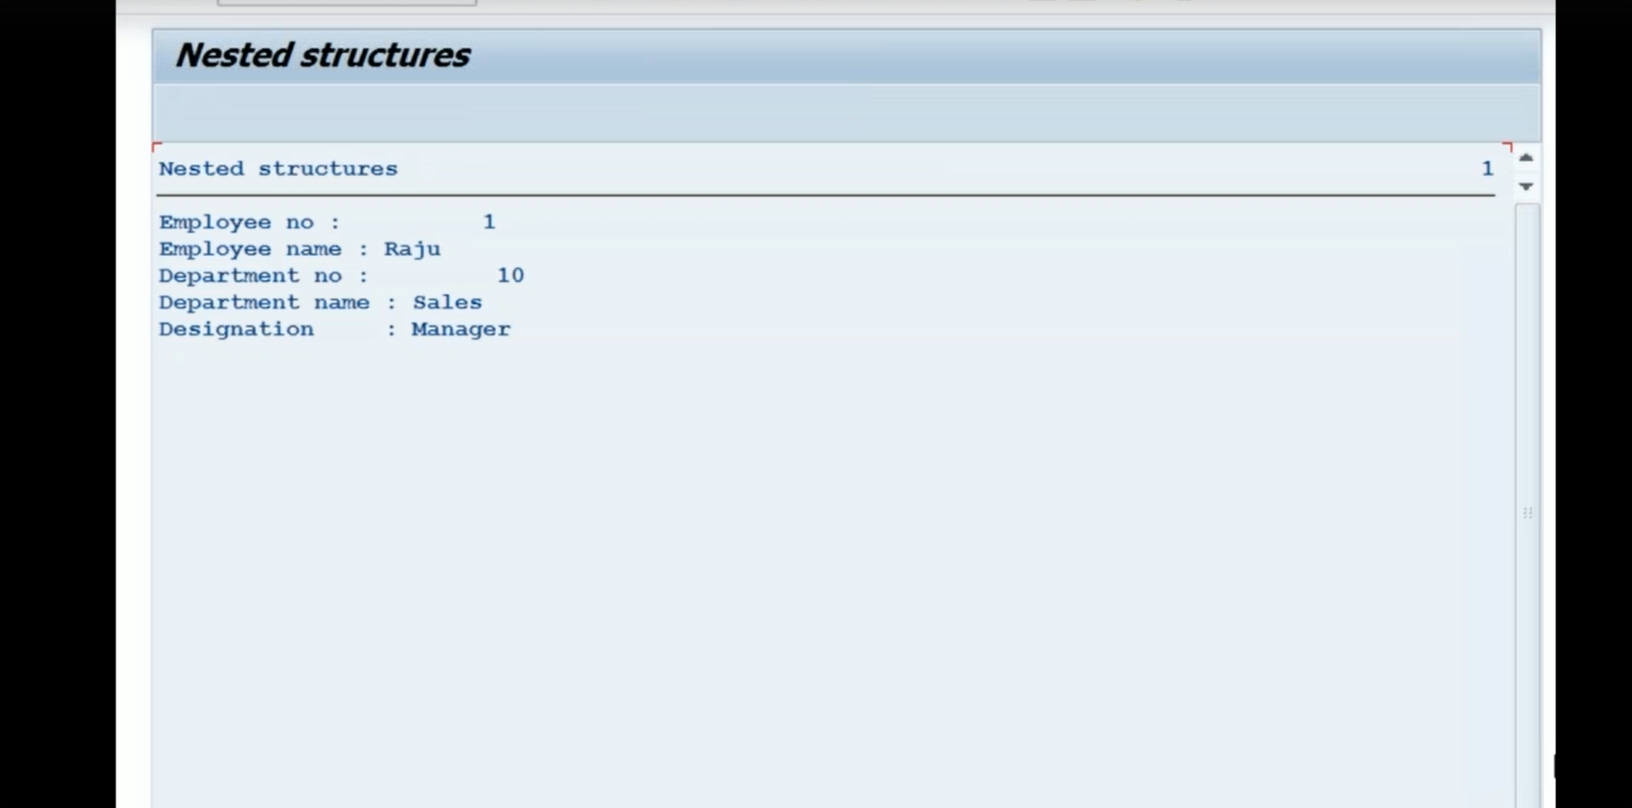 Nested structures
Nested structures 1
Employee no : 1
Employee name : Raju
Department no : 10
Department name : Sales
Designation : Manager